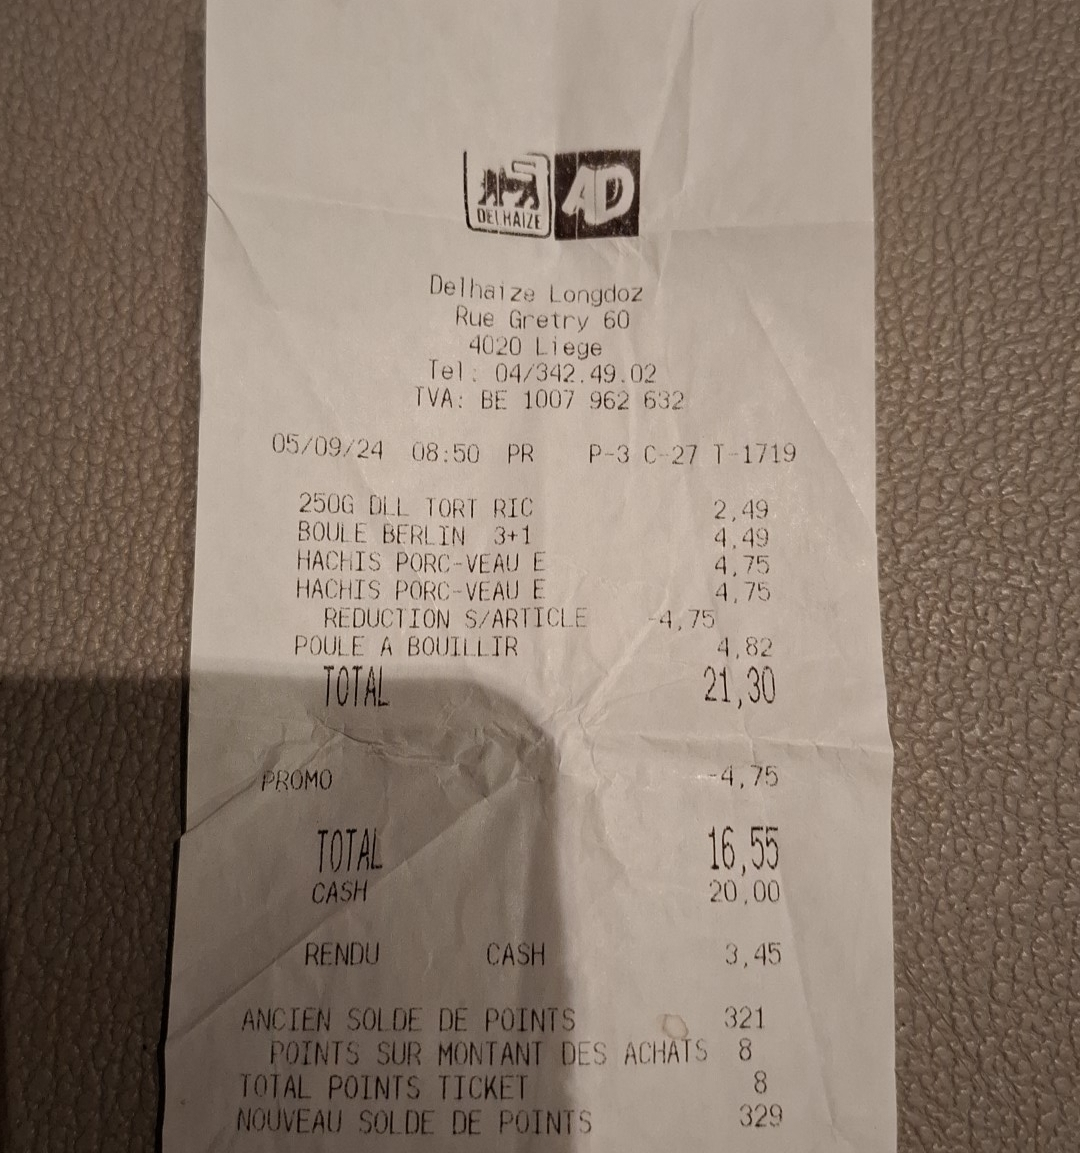 DELHAIZE AD
Delhaize Longdoz
Rue Gretry 60
4020 Liege
Tel: 04/342.49.02
TVA: BE 1007 962 632
05/09/24 08:50 PR P-3 C-27 T-1719
250G DLL TORT RIC 2,49
BOULE BERLIN 3+1 4,49
HACHIS PORC-VEAU E 4,75
HACHIS PORC-VEAU E 4,75
REDUCTION S/ARTICLE -4,75
POULE A BOUILLIR 4,82
TOTAL 21,30
PROMO -4,75
TOTAL 16,55
CASH 20,00
RENDU CASH 3,45
ANCIEN SOLDE DE POINTS 321
POINTS SUR MONTANT DES ACHATS 8
TOTAL POINTS TICKET 8
NOUVEAU SOLDE DE POINTS 329